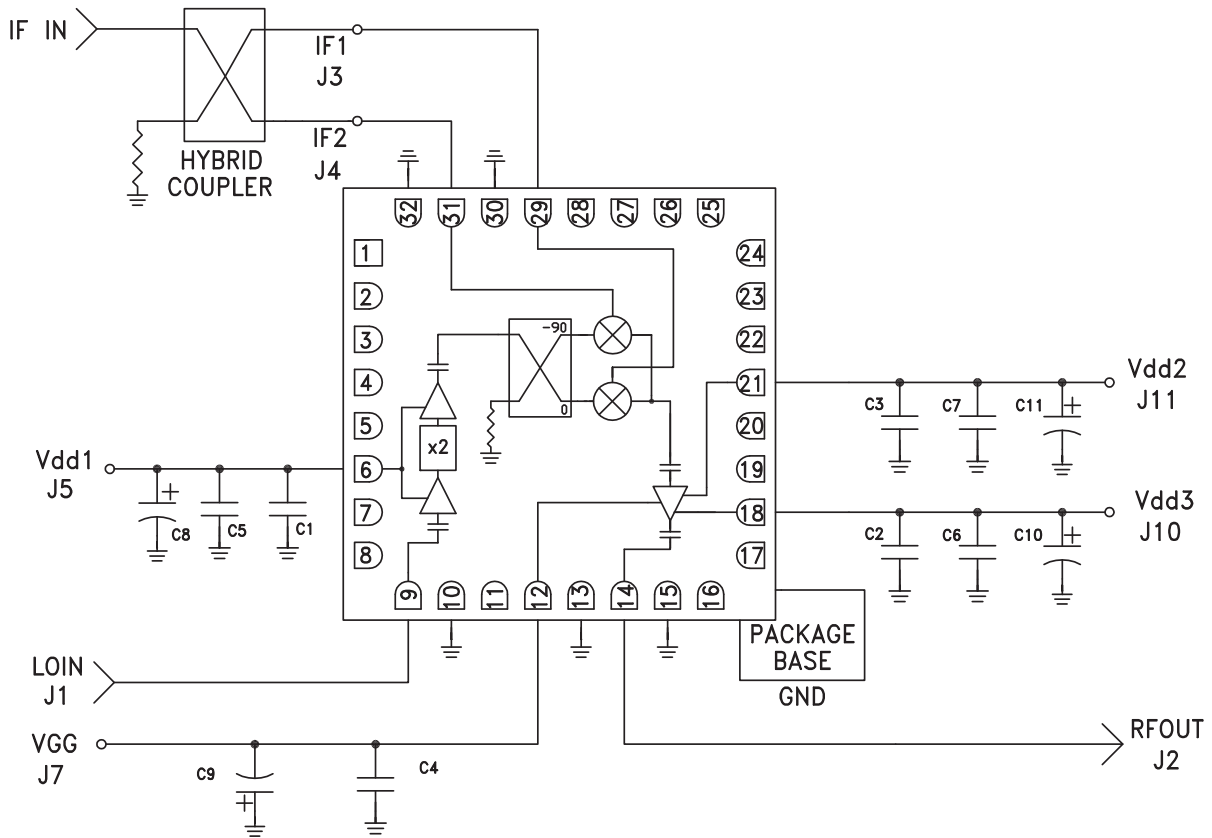 IF IN
IF1
J3
IF2
J4
HYBRID
COUPLER
32
31
30
29
28
27
26
25
1
2
3
4
5
6
7
8
24
23
22
21
20
19
18
17
-90
0
x2
9
10
11
12
13
14
15
16
Vdd1
J5
C8
C5
C1
Vdd2
J11
C3
C7
C11
+
Vdd3
J10
C2
C6
C10
+
+
PACKAGE
BASE
GND
LOIN
J1
VGG
J7
C9
+
C4
RFOUT
J2